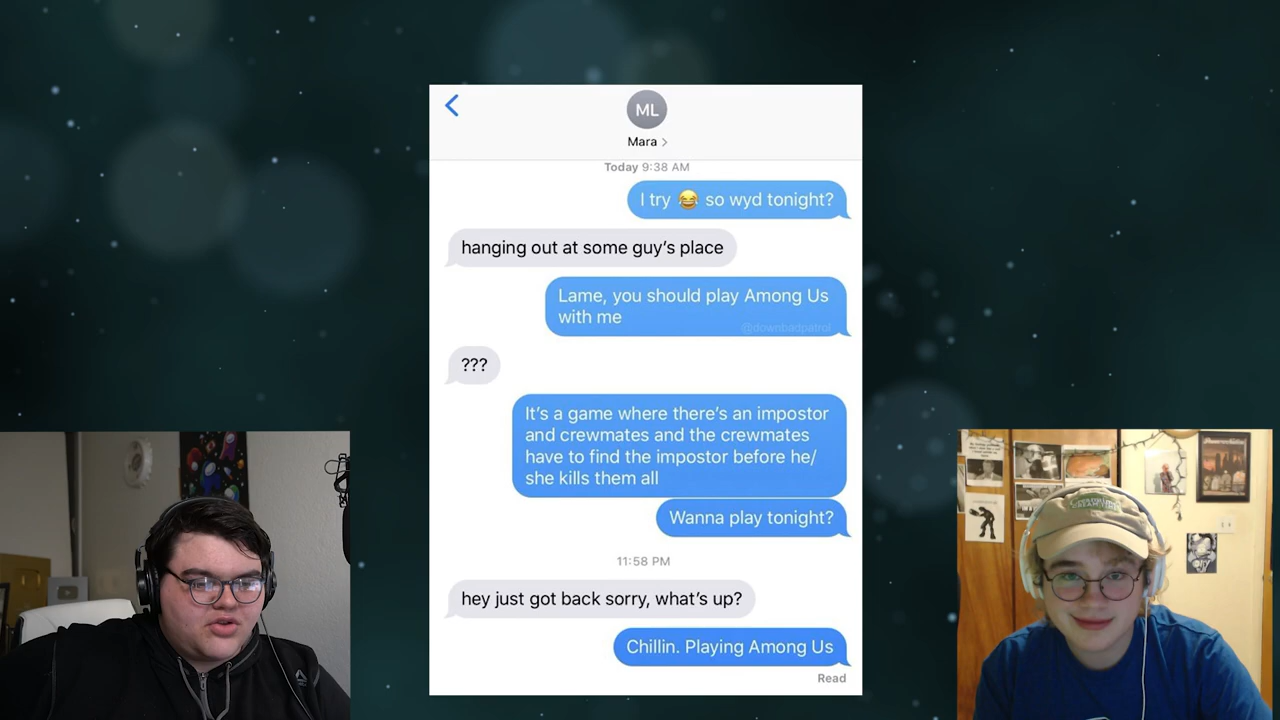 ML
Mara >
Today 9:38 AM
I try 😂 so wyd tonight?
hanging out at some guy's place
Lame, you should play Among Us
with me
@downbadpatrol
???
It's a game where there's an impostor
and crewmates and the crewmates
have to find the impostor before he/
she kills them all
Wanna play tonight?
11:58 PM
hey just got back sorry, what's up?
Chillin. Playing Among Us
Read